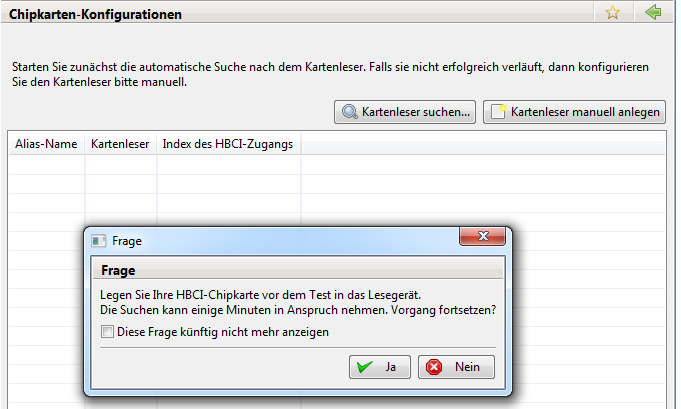 Chipkarten-Konfigurationen
Starten Sie zunächst die automatische Suche nach dem Kartenleser. Falls sie nicht erfolgreich verläuft, dann konfigurieren
Sie den Kartenleser bitte manuell.
Kartenleser suchen... Kartenleser manuell anlegen
Alias-Name Kartenleser Index des HBCI-Zugangs
Frage
Frage
Legen Sie Ihre HBCI-Chipkarte vor dem Test in das Lesegerät.
Die Suchen kann einige Minuten in Anspruch nehmen. Vorgang fortsetzen?
Diese Frage künftig nicht mehr anzeigen
Ja Nein